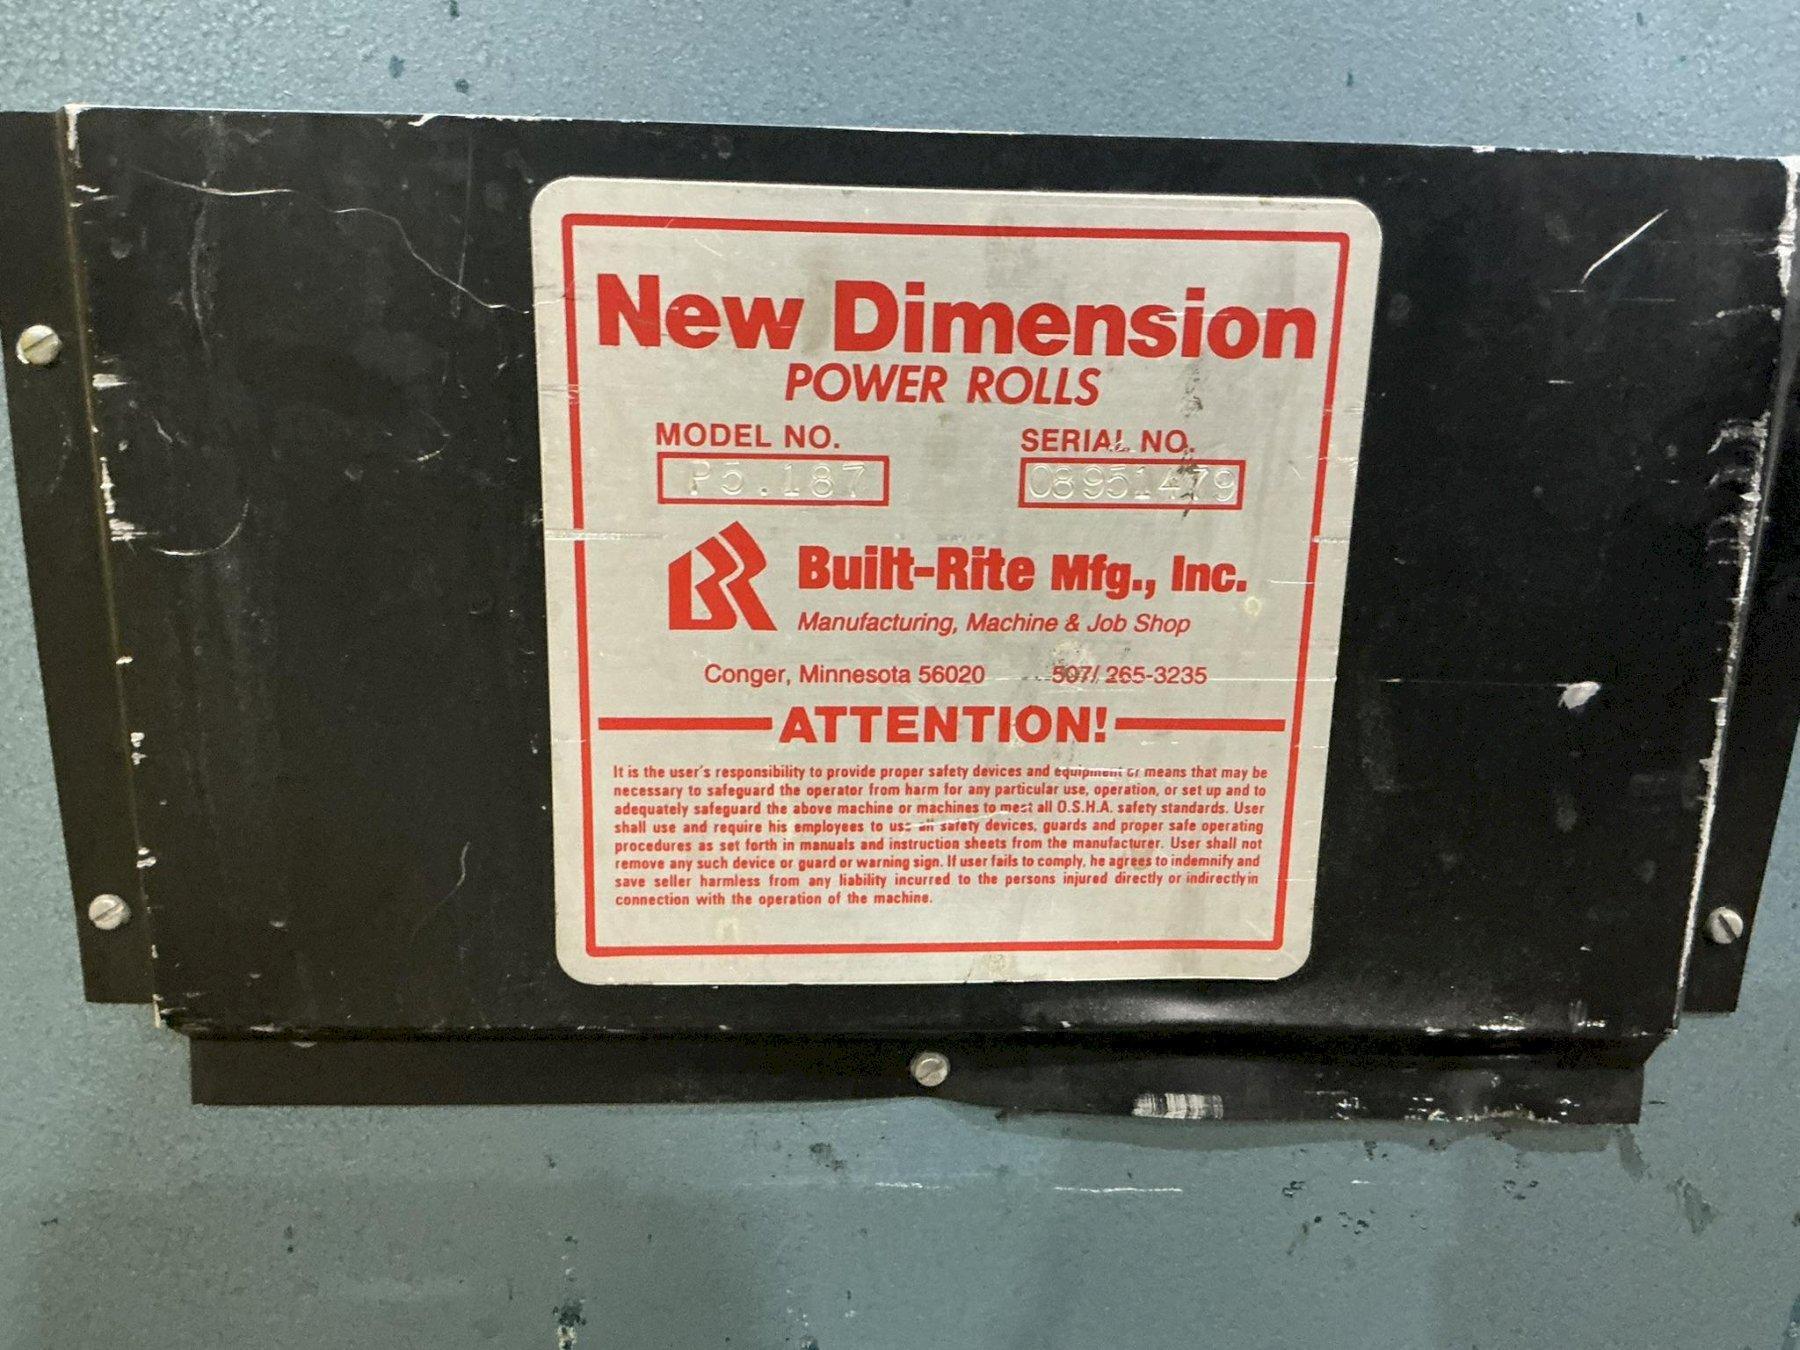 New Dimension
POWER ROLLS
MODEL NO. SERIAL NO.
P5.187 08951479
BR
Built-Rite Mfg., Inc.
Manufacturing, Machine & Job Shop
Conger, Minnesota 56020 507/ 265-3235
ATTENTION!
It is the user's responsibility to provide proper safety devices and equipment or means that may be
necessary to safeguard the operator from harm for any particular use, operation, or set up and to
adequately safeguard the above machine or machines to meet all O.S.H.A. safety standards. User
shall use and require his employees to use all safety devices, guards and proper safe operating
procedures as set forth in manuals and instruction sheets from the manufacturer. User shall not
remove any such device or guard or warning sign. If user fails to comply, he agrees to indemnify and
save seller harmless from any liability incurred to the persons injured directly or indirectly in
connection with the operation of the machine.